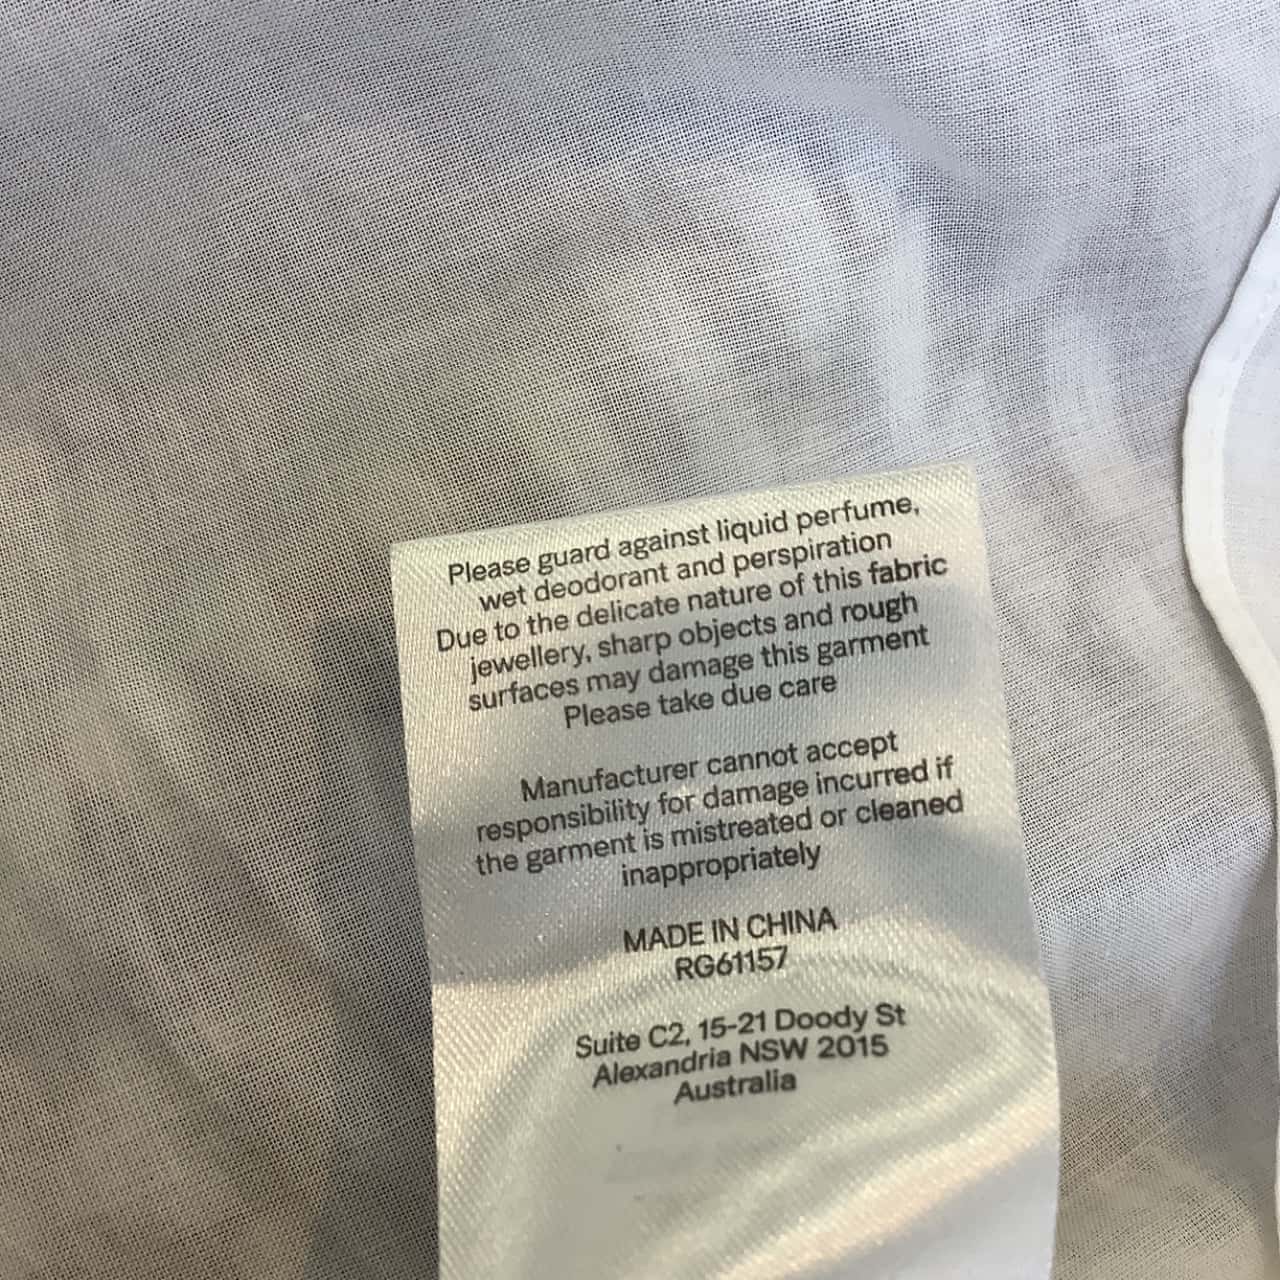 Please guard against liquid perfume,
wet deodorant and perspiration
Due to the delicate nature of this fabric
jewellery, sharp objects and rough
surfaces may damage this garment
Please take due care
Manufacturer cannot accept
responsibility for damage incurred if
the garment is mistreated or cleaned
inappropriately
MADE IN CHINA
RG61157
Suite C2, 15-21 Doody St
Alexandria NSW 2015
Australia